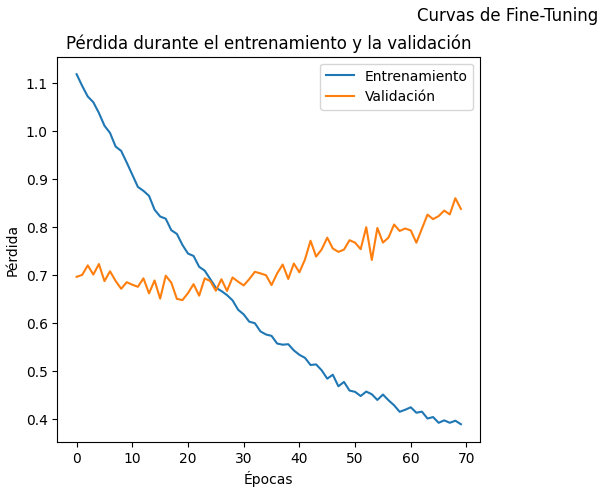 Curvas de Fine-Tuning
Pérdida durante el entrenamiento y la validación
Entrenamiento
Validación
Pérdida
1.1
1.0
0.9
0.8
0.7
0.6
0.5
0.4
0 10 20 30 40 50 60 70
Épocas